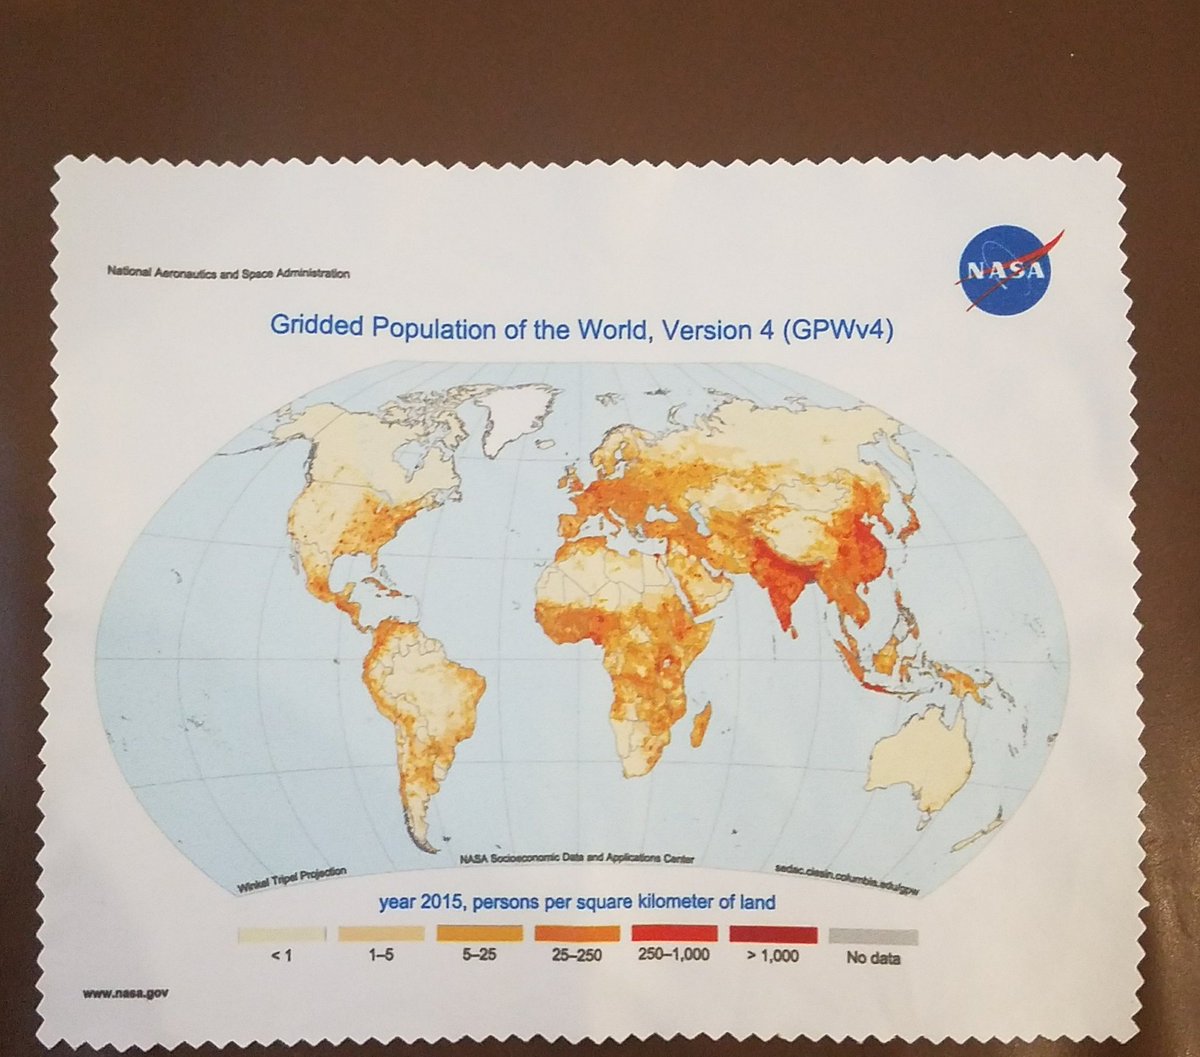 National Aeronautics and Space Administration
NASA
Gridded Population of the World, Version 4 (GPWv4)
Winkel Tripel Projection
NASA Socioeconomic Data and Applications Center
sedac.ciesin.columbia.edu/gpw
year 2015, persons per square kilometer of land
< 1 1–5 5–25 25–250 250–1,000 > 1,000 No data
www.nasa.gov